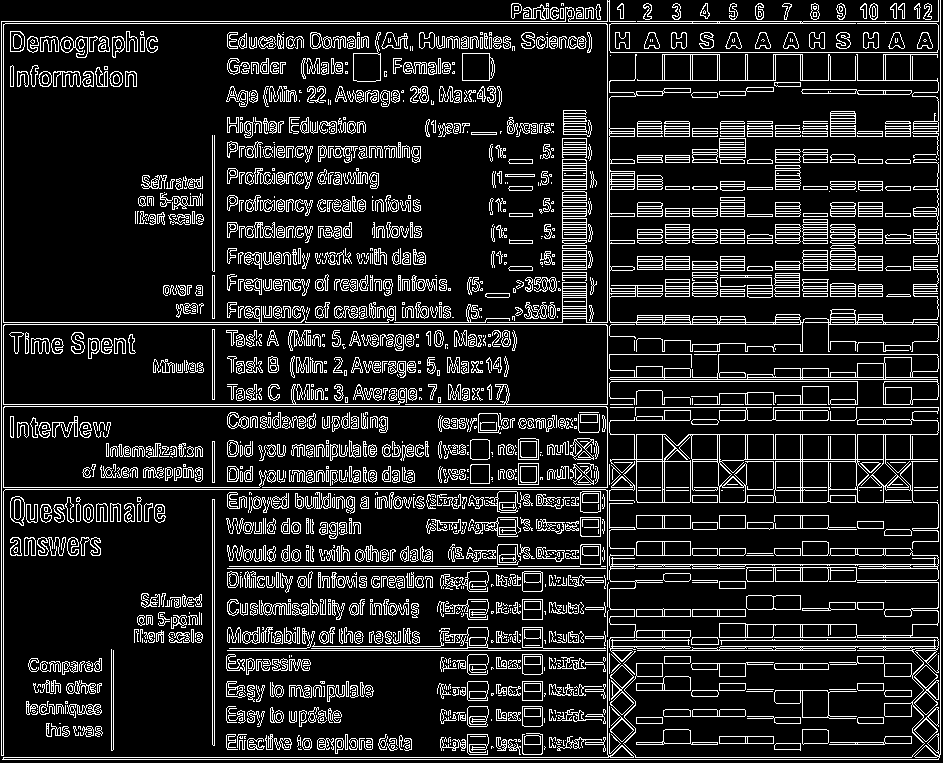 Participant 1 2 3 4 5 6 7 8 9 10 11 12
Demographic Information
Education Domain (Art, Humanities, Science) H A H S A A A H S H A A
Gender (Male: , Female: )
Age (Min: 22, Average: 28, Max:43)
Highter Education (1year: , 8years: )
Self-rated on 5-point likert scale
Proficiency programming (1: ,5: )
Proficiency drawing (1: ,5: )
Proficiency create infovis (1: ,5: )
Proficiency read infovis (1: ,5: )
Frequently work with data (1: ,5: )
over a year
Frequency of reading infovis. (5: ,>3500: )
Frequency of creating infovis. (5: ,>3500: )
Time Spent
Minutes
Task A (Min: 5, Average: 10, Max:28)
Task B (Min: 2, Average: 5, Max:14)
Task C (Min: 3, Average: 7, Max:17)
Interview
Internalization of token mapping
Considered updating (easy: ,or complex: )
Did you manipulate object (yes: , no: , null: )
Did you manipulate data (yes: , no: , null: )
Questionnaire answers
Enjoyed building a infovis (Strongly Agree: , S. Disagree: )
Would do it again (Strongly Agree: , S. Disagree: )
Would do it with other data (S. Agree: , S. Disagree: )
Self-rated on 5-point likert scale
Difficulty of infovis creation (Easy: , Hard: , Neutral: )
Customisability of infovis (Easy: , Hard: , Neutral: )
Modifiability of the results (Easy: , Hard: , Neutral: )
Compared with other techniques this was
Expressive (More: , Less: , Neutral: )
Easy to manipulate (More: , Less: , Neutral: )
Easy to update (More: , Less: , Neutral: )
Effective to explore data (More: , Less: , Neutral: )